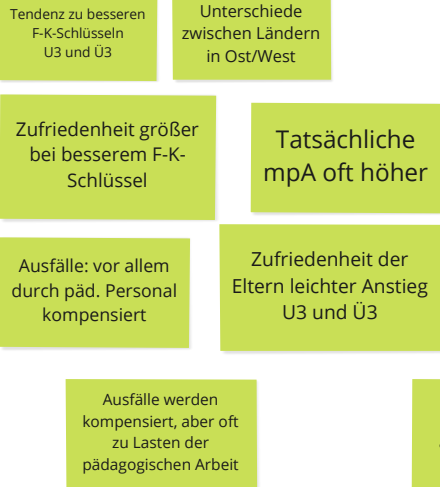 Tendenz zu besseren
F-K-Schlüsseln
U3 und Ü3
Unterschiede
zwischen Ländern
in Ost/West
Zufriedenheit größer
bei besserem F-K-
Schlüssel
Tatsächliche
mpA oft höher
Ausfälle: vor allem
durch päd. Personal
kompensiert
Zufriedenheit der
Eltern leichter Anstieg
U3 und Ü3
Ausfälle werden
kompensiert, aber oft
zu Lasten der
pädagogischen Arbeit